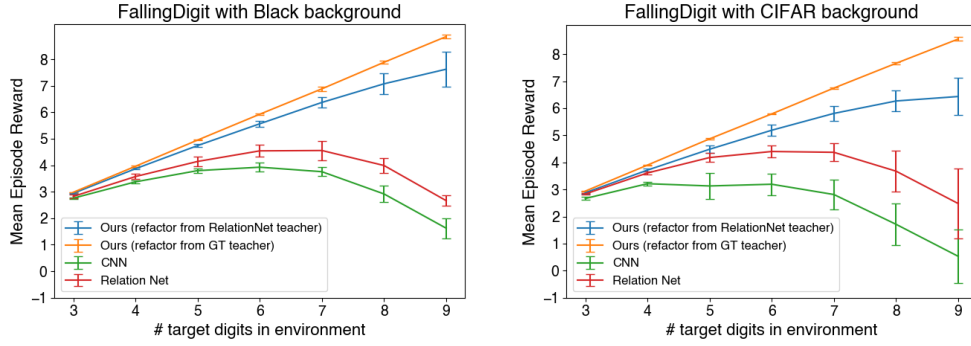 FallingDigit with Black background
Mean Episode Reward
8
7
6
5
4
3
2
1
0
−1
Ours (refactor from RelationNet teacher)
Ours (refactor from GT teacher)
CNN
Relation Net
3 4 5 6 7 8 9
# target digits in environment
FallingDigit with CIFAR background
Mean Episode Reward
8
7
6
5
4
3
2
1
0
−1
Ours (refactor from RelationNet teacher)
Ours (refactor from GT teacher)
CNN
Relation Net
3 4 5 6 7 8 9
# target digits in environment